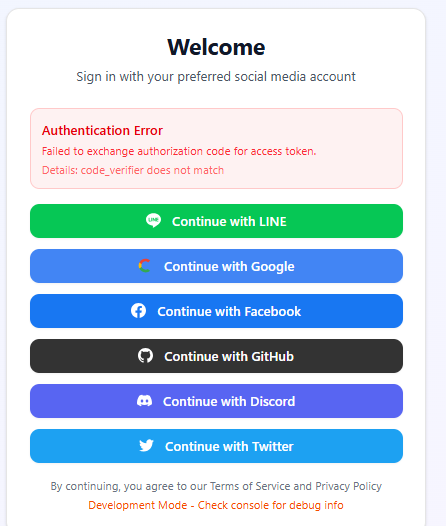 Welcome
Sign in with your preferred social media account
Authentication Error
Failed to exchange authorization code for access token.
Details: code_verifier does not match
LINE Continue with LINE
Continue with Google
Continue with Facebook
Continue with GitHub
Continue with Discord
Continue with Twitter
By continuing, you agree to our Terms of Service and Privacy Policy
Development Mode - Check console for debug info